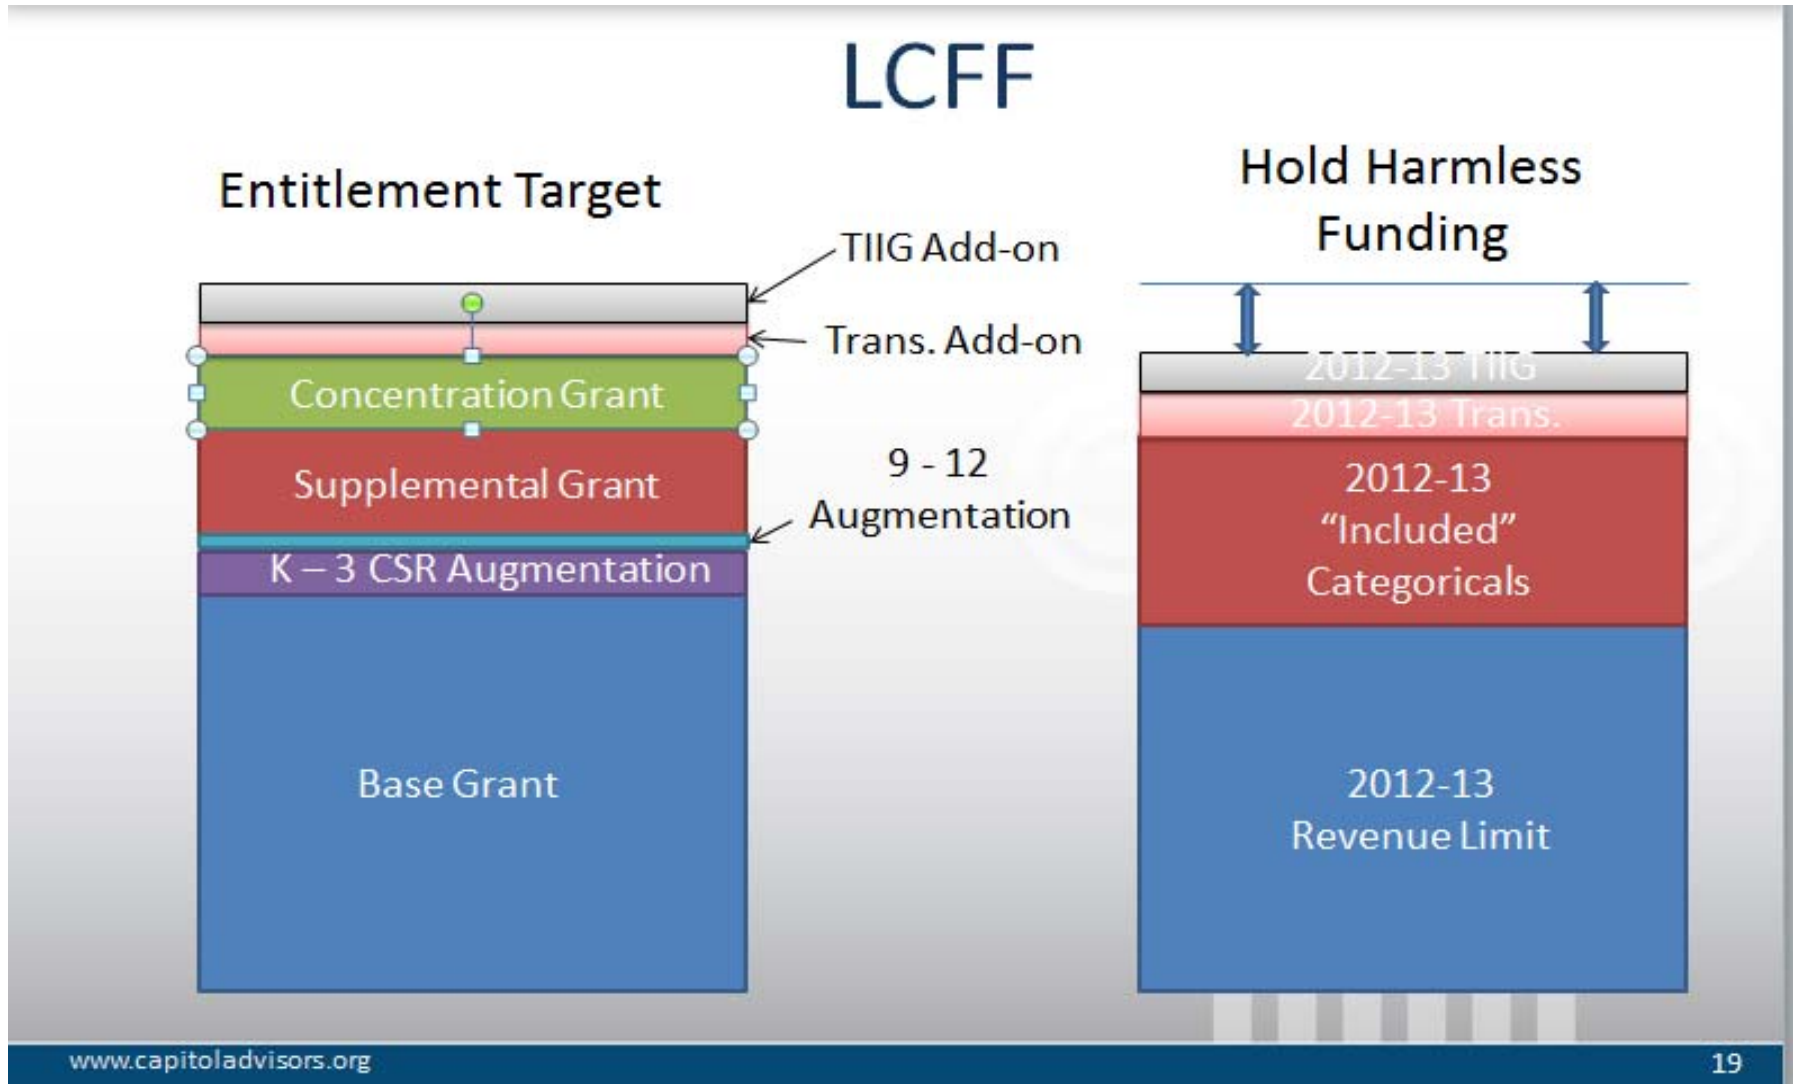 LCFF
Entitlement Target
TIIG Add-on
Trans. Add-on
Concentration Grant
Supplemental Grant
9 - 12
Augmentation
K – 3 CSR Augmentation
Base Grant
Hold Harmless
Funding
2012-13 TIIG
2012-13 Trans.
2012-13
“Included”
Categoricals
2012-13
Revenue Limit
www.capitoladvisors.org
19